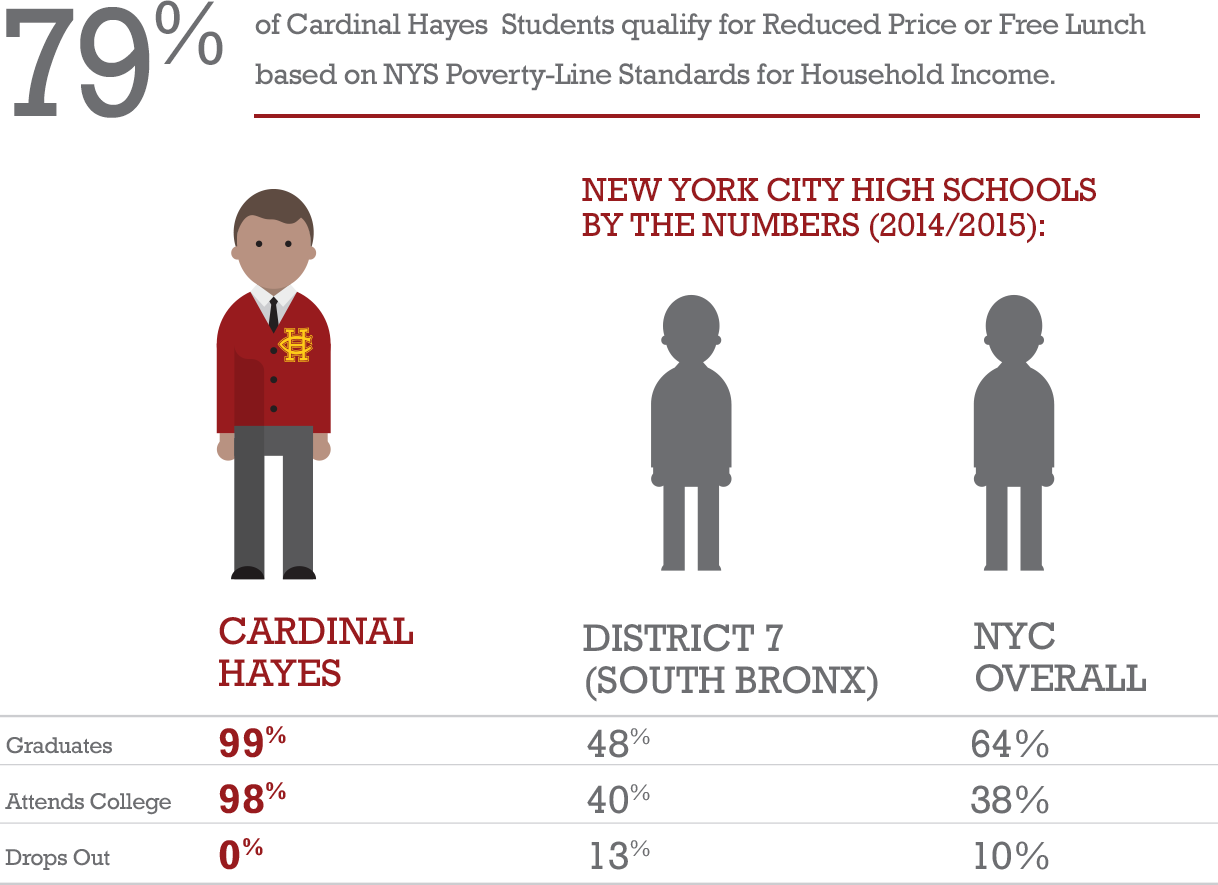 79%
of Cardinal Hayes Students qualify for Reduced Price or Free Lunch
based on NYS Poverty-Line Standards for Household Income.
NEW YORK CITY HIGH SCHOOLS
BY THE NUMBERS (2014/2015):
CH
CARDINAL
HAYES
DISTRICT 7
(SOUTH BRONX)
NYC
OVERALL
Graduates 99% 48% 64%
Attends College 98% 40% 38%
Drops Out 0% 13% 10%